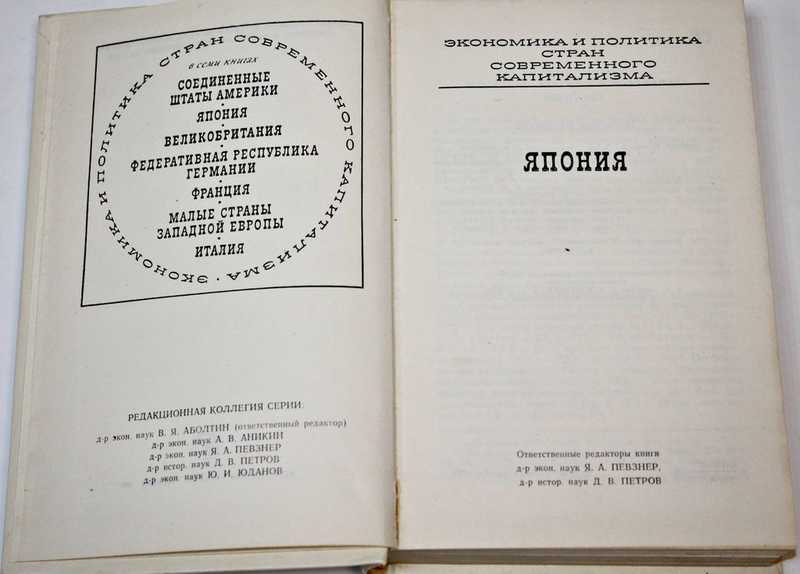 ЭКОНОМИКА И ПОЛИТИКА СТРАН СОВРЕМЕННОГО КАПИТАЛИЗМА ·
в семи книгах
СОЕДИНЕННЫЕ
ШТАТЫ АМЕРИКИ
·
ЯПОНИЯ
·
ВЕЛИКОБРИТАНИЯ
·
ФЕДЕРАТИВНАЯ РЕСПУБЛИКА
ГЕРМАНИИ
·
ФРАНЦИЯ
·
МАЛЫЕ СТРАНЫ
ЗАПАДНОЙ ЕВРОПЫ
·
ИТАЛИЯ
РЕДАКЦИОННАЯ КОЛЛЕГИЯ СЕРИИ:
д-р экон. наук В. Я. АБОЛТИН (ответственный редактор)
д-р экон. наук А. В. АНИКИН
д-р экон. наук Я. А. ПЕВЗНЕР
д-р истор. наук Д. В. ПЕТРОВ
д-р экон. наук Ю. И. ЮДАНОВ
ЭКОНОМИКА И ПОЛИТИКА
СТРАН
СОВРЕМЕННОГО
КАПИТАЛИЗМА
ЯПОНИЯ
Ответственные редакторы книги
д-р экон. наук Я. А. ПЕВЗНЕР,
д-р истор. наук Д. В. ПЕТРОВ